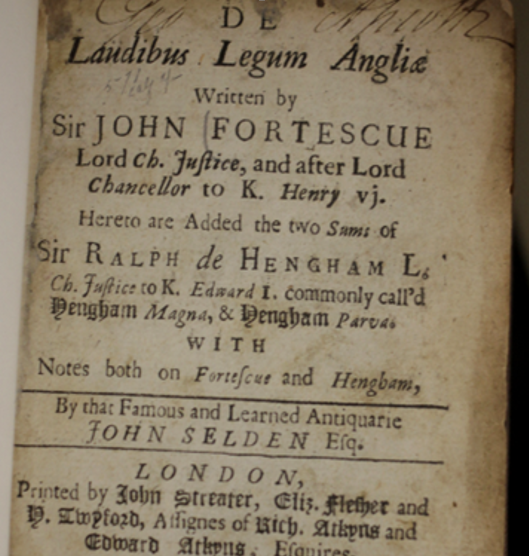 DE
Laudibus Legum Angliæ
Written by
Sir JOHN FORTESCUE
Lord Ch. Juſtice, and after Lord
Chancellor to K. Henry vj.
Hereto are Added the two Sums of
Sir RALPH de HENGHAM L.
Ch. Juſtice to K. Edward I. commonly call'd
Hengham Magna, & Hengham Parva.
WITH
Notes both on Forteſcue and Hengham,
By that Famous and Learned Antiquarie
JOHN SELDEN Eſq.
LONDON,
Printed by John Streater, Eliz. Fleſher and
H. Twyford, Aſſignes of Rich. Atkyns and
Edward Atkyns, Eſquires.